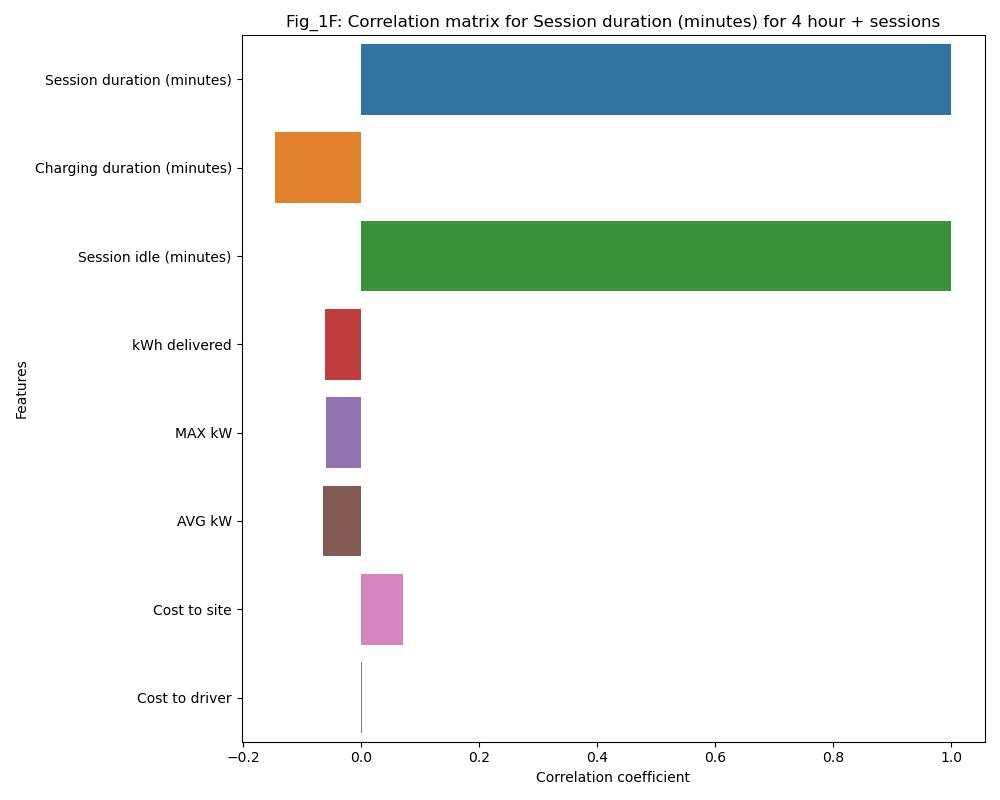 Fig_1F: Correlation matrix for Session duration (minutes) for 4 hour + sessions
Session duration (minutes)
Charging duration (minutes)
Session idle (minutes)
kWh delivered
MAX kW
AVG kW
Cost to site
Cost to driver
Features
−0.2 0.0 0.2 0.4 0.6 0.8 1.0
Correlation coefficient